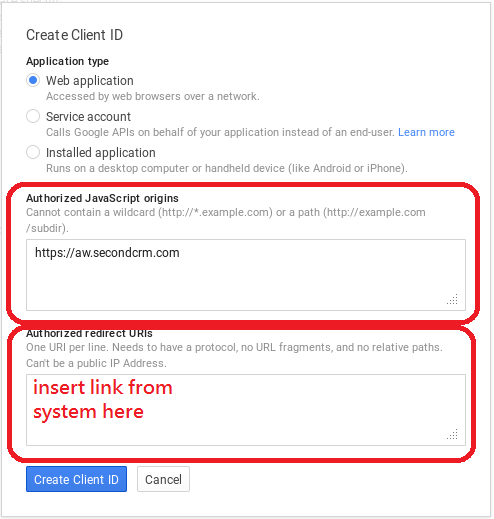 Create Client ID
Application type
Web application
Accessed by web browsers over a network.
Service account
Calls Google APIs on behalf of your application instead of an end-user. Learn more
Installed application
Runs on a desktop computer or handheld device (like Android or iPhone).
Authorized JavaScript origins
Cannot contain a wildcard (http://*.example.com) or a path (http://example.com
/subdir).
https://aw.secondcrm.com
Authorized redirect URIs
One URI per line. Needs to have a protocol, no URL fragments, and no relative paths.
Can't be a public IP Address.
insert link from
system here
Create Client ID
Cancel